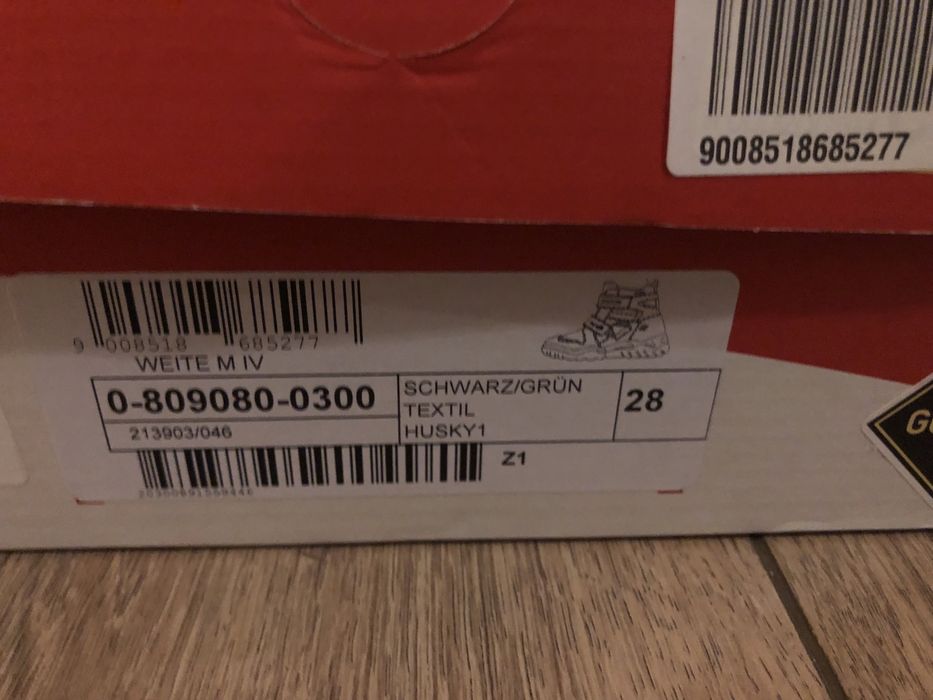 9008518685277
9 008518 685277
WEITE M IV
0-809080-0300
213903/046
SCHWARZ/GRÜN
TEXTIL
HUSKY1
28
Z1